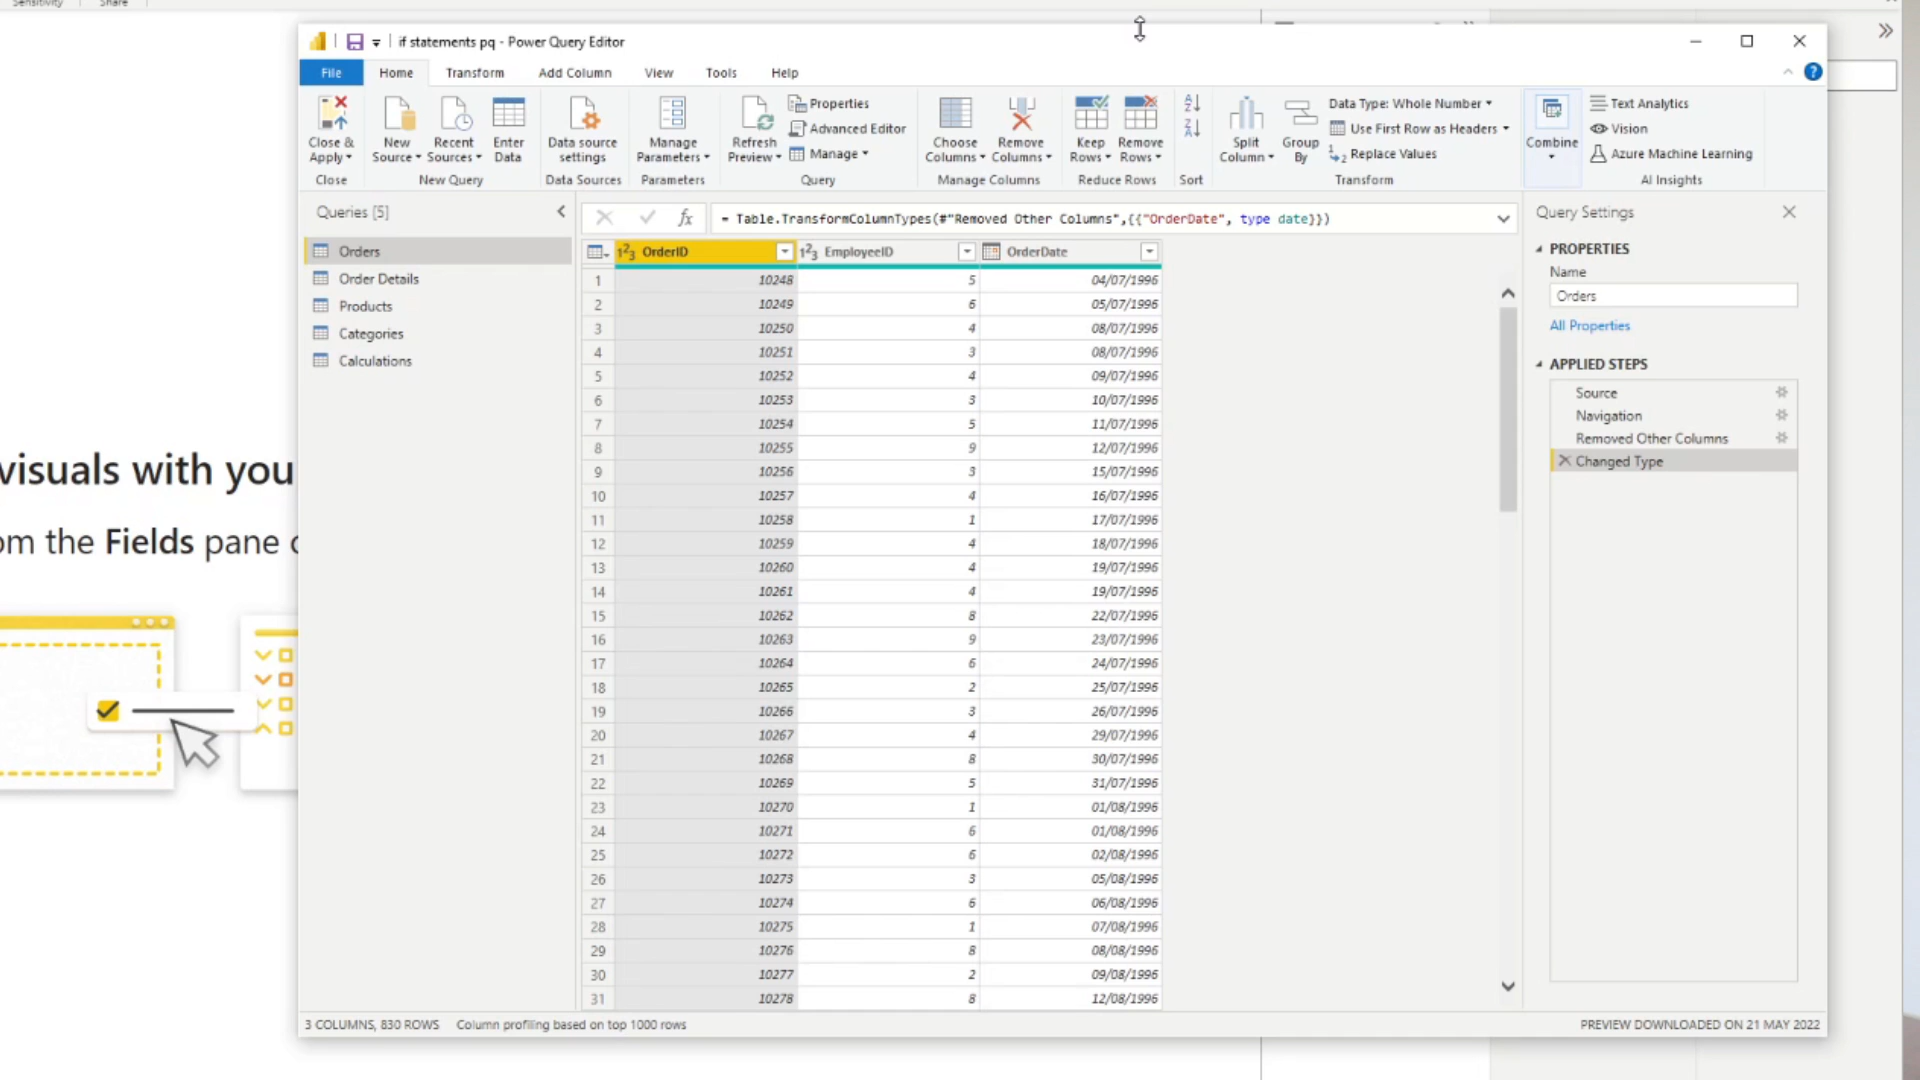 Sensitivity Share
if statements pq - Power Query Editor
File Home Transform Add Column View Tools Help
Close & Apply
New Source
Recent Sources
Enter Data
Data source settings
Manage Parameters
Refresh Preview
Properties
Advanced Editor
Manage
Choose Columns
Remove Columns
Keep Rows
Remove Rows
Split Column
Group By
Data Type: Whole Number
Use First Row as Headers
Replace Values
Combine
Text Analytics
Vision
Azure Machine Learning
Close New Query Data Sources Parameters Query Manage Columns Reduce Rows Sort Transform AI Insights
Queries [5]
Orders
Order Details
Products
Categories
Calculations
= Table.TransformColumnTypes(#"Removed Other Columns",{{"OrderDate", type date}})
OrderID EmployeeID OrderDate
1 10248 5 04/07/1996
2 10249 6 05/07/1996
3 10250 4 08/07/1996
4 10251 3 08/07/1996
5 10252 4 09/07/1996
6 10253 3 10/07/1996
7 10254 5 11/07/1996
8 10255 9 12/07/1996
9 10256 3 15/07/1996
10 10257 4 16/07/1996
11 10258 1 17/07/1996
12 10259 4 18/07/1996
13 10260 4 19/07/1996
14 10261 4 19/07/1996
15 10262 8 22/07/1996
16 10263 9 23/07/1996
17 10264 6 24/07/1996
18 10265 2 25/07/1996
19 10266 3 26/07/1996
20 10267 4 29/07/1996
21 10268 8 30/07/1996
22 10269 5 31/07/1996
23 10270 1 01/08/1996
24 10271 6 01/08/1996
25 10272 6 02/08/1996
26 10273 3 05/08/1996
27 10274 6 06/08/1996
28 10275 1 07/08/1996
29 10276 8 08/08/1996
30 10277 2 09/08/1996
31 10278 8 12/08/1996
Query Settings
PROPERTIES
Name
Orders
All Properties
APPLIED STEPS
Source
Navigation
Removed Other Columns
Changed Type
3 COLUMNS, 830 ROWS Column profiling based on top 1000 rows
PREVIEW DOWNLOADED ON 21 MAY 2022
visuals with you
om the Fields pane